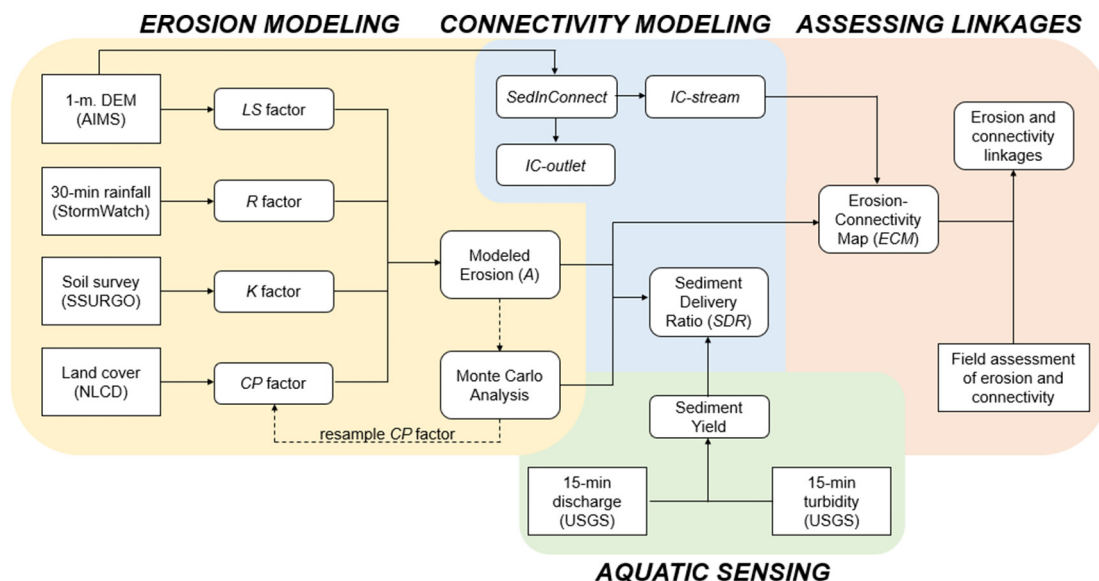 EROSION MODELING
CONNECTIVITY MODELING
ASSESSING LINKAGES
1-m. DEM
(AIMS)
LS factor
30-min rainfall
(StormWatch)
R factor
Soil survey
(SSURGO)
K factor
Land cover
(NLCD)
CP factor
resample CP factor
Modeled
Erosion (A)
Monte Carlo
Analysis
SedInConnect
IC-stream
IC-outlet
Sediment
Delivery
Ratio (SDR)
Sediment
Yield
15-min
discharge
(USGS)
15-min
turbidity
(USGS)
AQUATIC SENSING
Erosion and
connectivity
linkages
Erosion-
Connectivity
Map (ECM)
Field assessment
of erosion and
connectivity